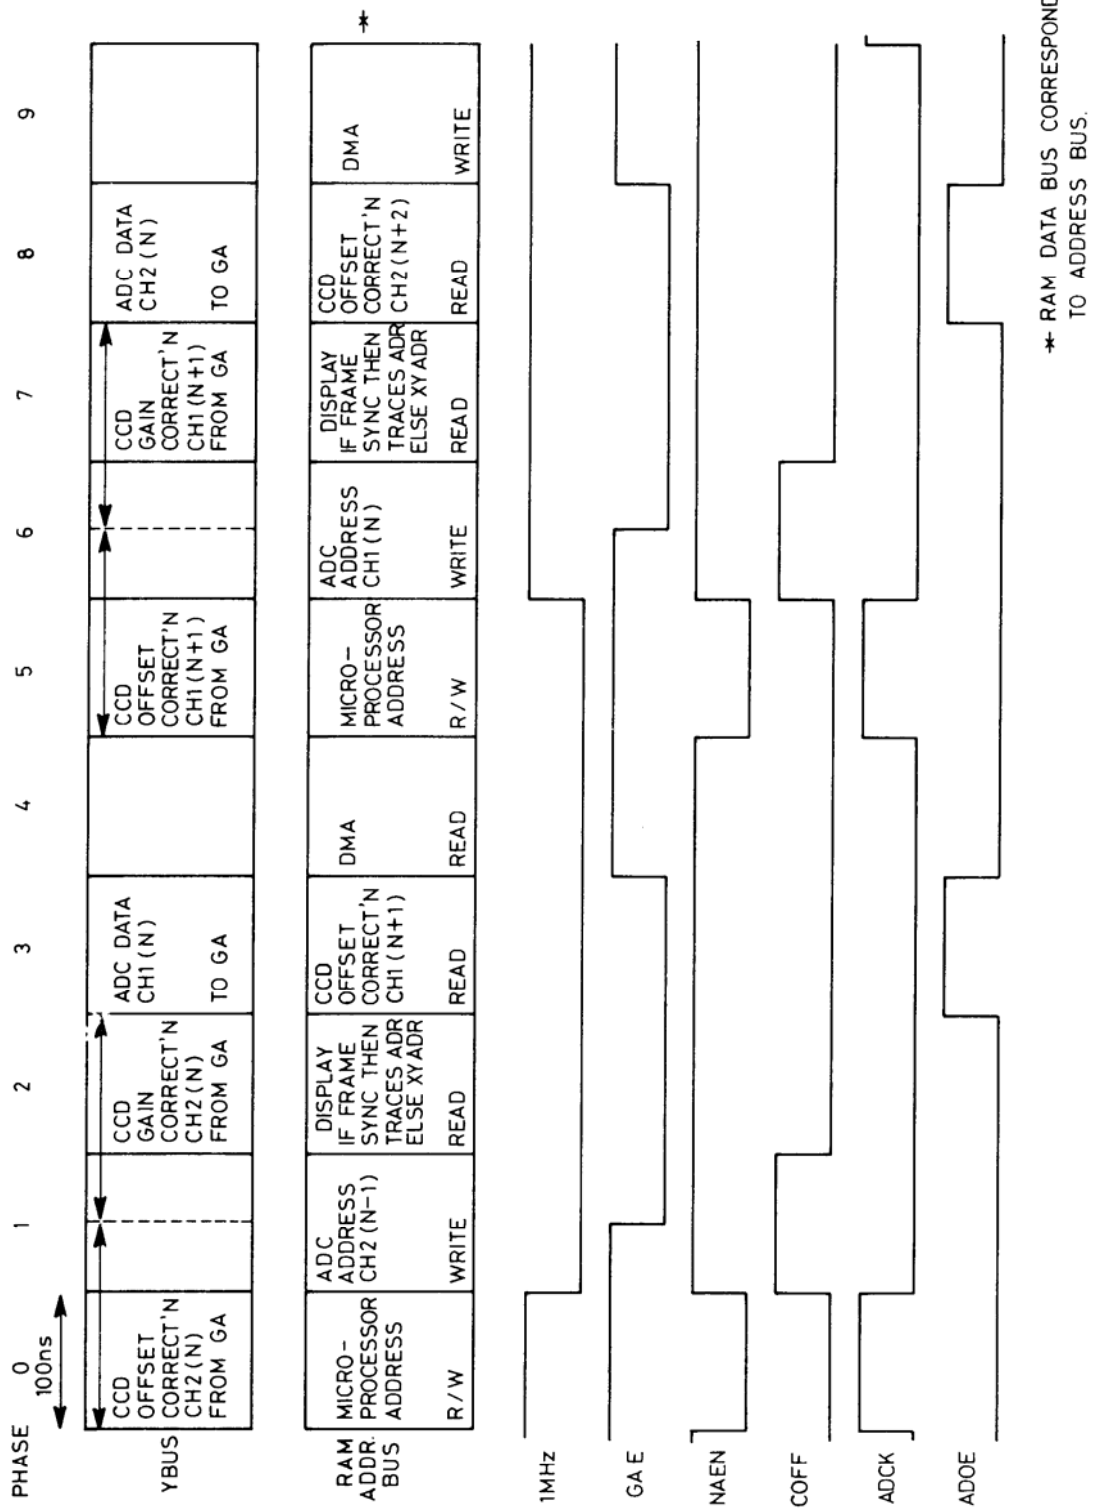 PHASE 0 1 2 3 4 5 6 7 8 9
100ns
YBUS
CCD
OFFSET
CORRECT'N
CH2(N)
FROM GA
CCD
GAIN
CORRECT'N
CH2(N)
FROM GA
ADC DATA
CH1(N)
TO GA
CCD
OFFSET
CORRECT'N
CH1(N+1)
FROM GA
CCD
GAIN
CORRECT'N
CH1(N+1)
FROM GA
ADC DATA
CH2(N)
TO GA
RAM
ADDR.
BUS
MICRO-
PROCESSOR
ADDRESS
R/W
ADC
ADDRESS
CH2(N-1)
WRITE
DISPLAY
IF FRAME
SYNC THEN
TRACES ADR
ELSE XY ADR
READ
CCD
OFFSET
CORRECT'N
CH1(N+1)
READ
DMA
READ
MICRO-
PROCESSOR
ADDRESS
R/W
ADC
ADDRESS
CH1(N)
WRITE
DISPLAY
IF FRAME
SYNC THEN
TRACES ADR
ELSE XY ADR
READ
CCD
OFFSET
CORRECT'N
CH2(N+2)
READ
DMA
WRITE
*
1MHz
GA E
NAEN
COFF
ADCK
ADOE
* RAM DATA BUS CORRESPOND
TO ADDRESS BUS.